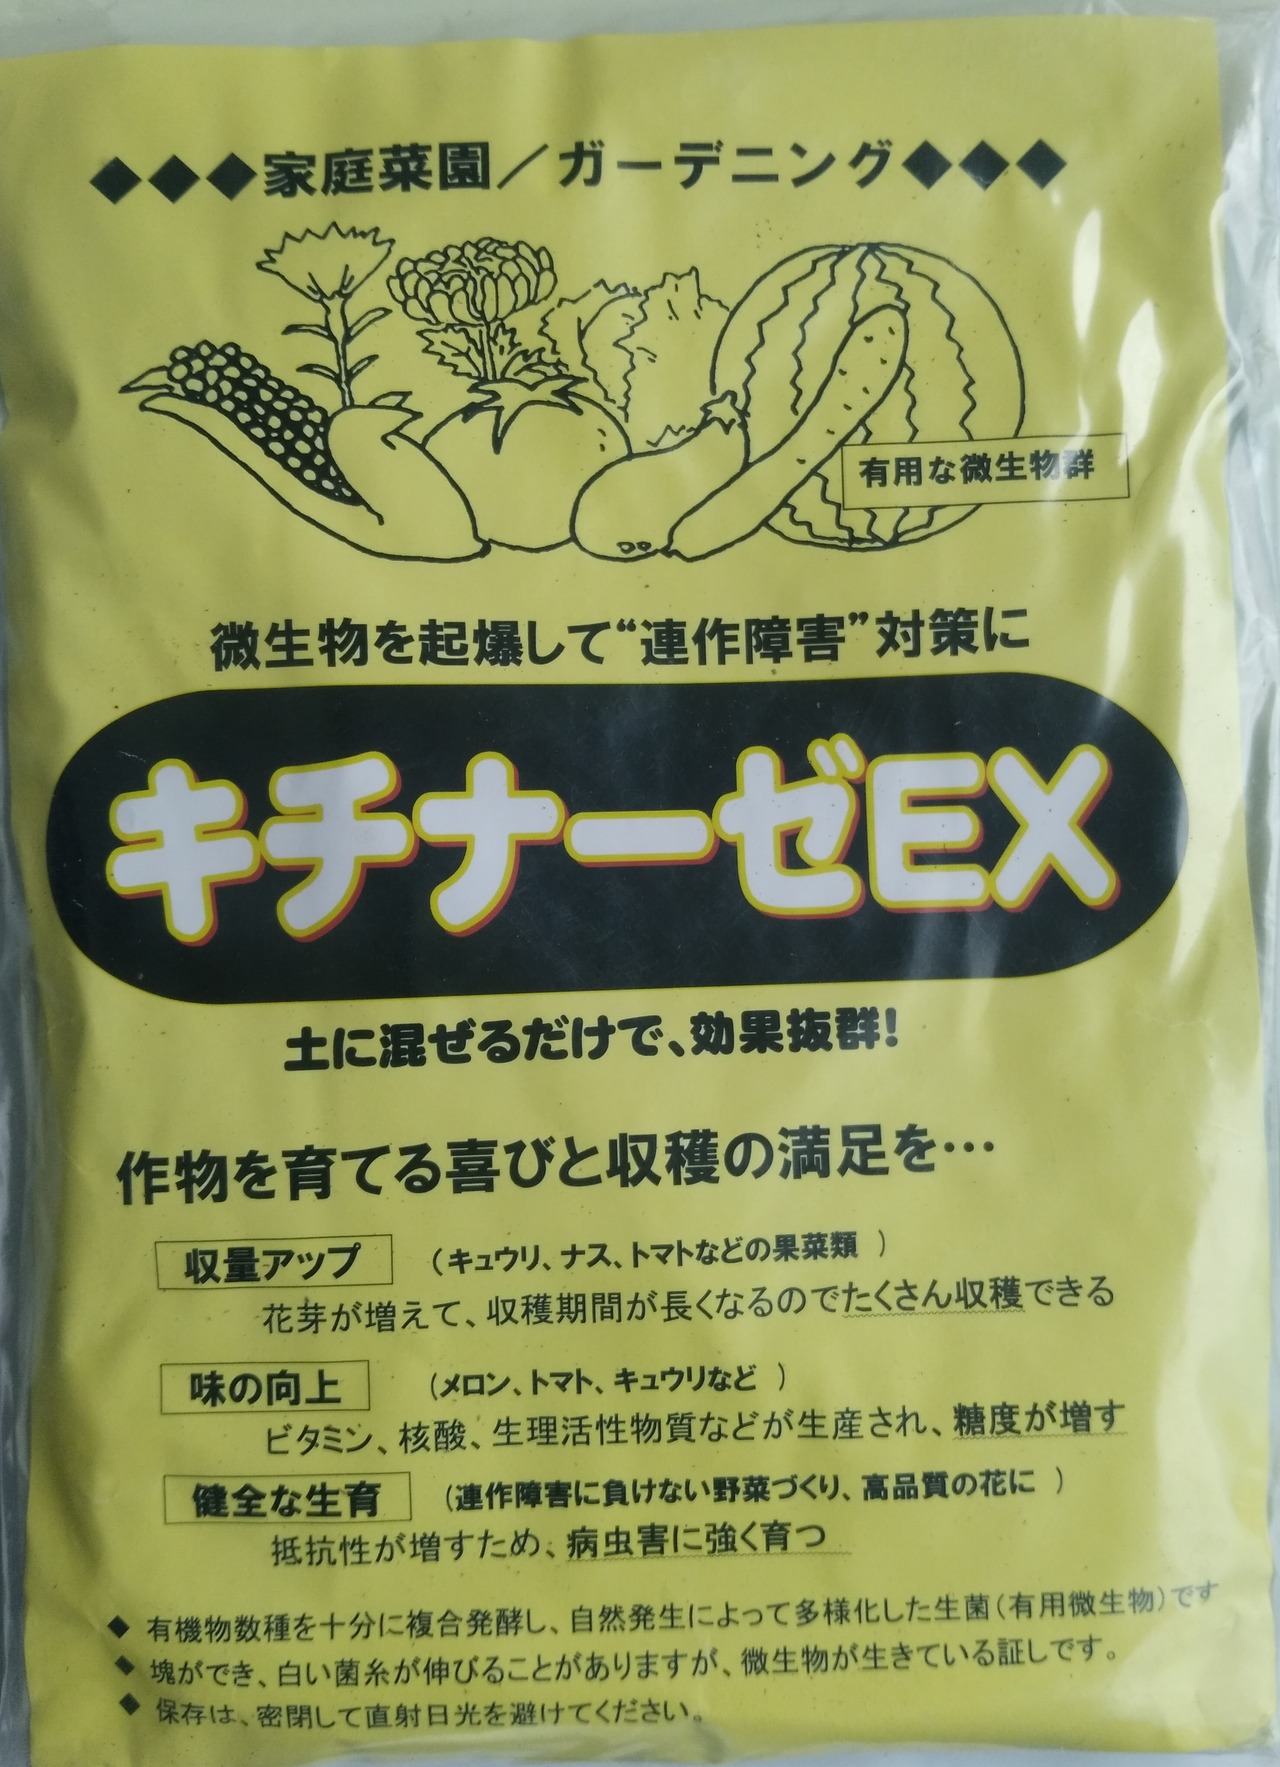 ◆◆◆家庭菜園／ガーデニング◆◆◆
有用な微生物群
微生物を起爆して“連作障害”対策に
キチナーゼEX
土に混ぜるだけで、効果抜群!
作物を育てる喜びと収穫の満足を…
収量アップ （キュウリ、ナス、トマトなどの果菜類 ）
花芽が増えて、収穫期間が長くなるのでたくさん収穫できる
味の向上 （メロン、トマト、キュウリなど ）
ビタミン、核酸、生理活性物質などが生産され、糖度が増す
健全な生育 （連作障害に負けない野菜づくり、高品質の花に ）
抵抗性が増すため、病虫害に強く育つ
◆ 有機物数種を十分に複合発酵し、自然発生によって多様化した生菌（有用微生物）です
◆ 塊ができ、白い菌糸が伸びることがありますが、微生物が生きている証しです。
◆ 保存は、密閉して直射日光を避けてください。